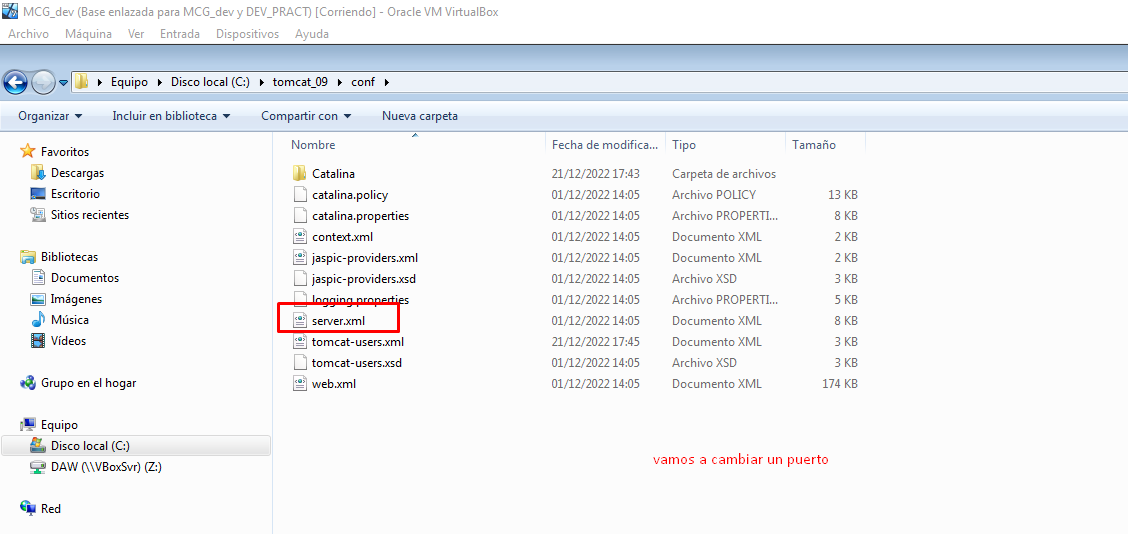 MCG_dev (Base enlazada para MCG_dev y DEV_PRACT) [Corriendo] - Oracle VM VirtualBox
Archivo Máquina Ver Entrada Dispositivos Ayuda
Equipo Disco local (C:) tomcat_09 conf
Organizar Incluir en biblioteca Compartir con Nueva carpeta
Favoritos
Descargas
Escritorio
Sitios recientes
Bibliotecas
Documentos
Imágenes
Música
Vídeos
Grupo en el hogar
Equipo
Disco local (C:)
DAW (\\VBoxSvr) (Z:)
Red
Nombre Fecha de modifica... Tipo Tamaño
Catalina 21/12/2022 17:43 Carpeta de archivos
catalina.policy 01/12/2022 14:05 Archivo POLICY 13 KB
catalina.properties 01/12/2022 14:05 Archivo PROPERTI... 8 KB
context.xml 01/12/2022 14:05 Documento XML 2 KB
jaspic-providers.xml 01/12/2022 14:05 Documento XML 2 KB
jaspic-providers.xsd 01/12/2022 14:05 Archivo XSD 3 KB
logging.properties 01/12/2022 14:05 Archivo PROPERTI... 5 KB
server.xml 01/12/2022 14:05 Documento XML 8 KB
tomcat-users.xml 21/12/2022 17:45 Documento XML 3 KB
tomcat-users.xsd 01/12/2022 14:05 Archivo XSD 3 KB
web.xml 01/12/2022 14:05 Documento XML 174 KB
vamos a cambiar un puerto